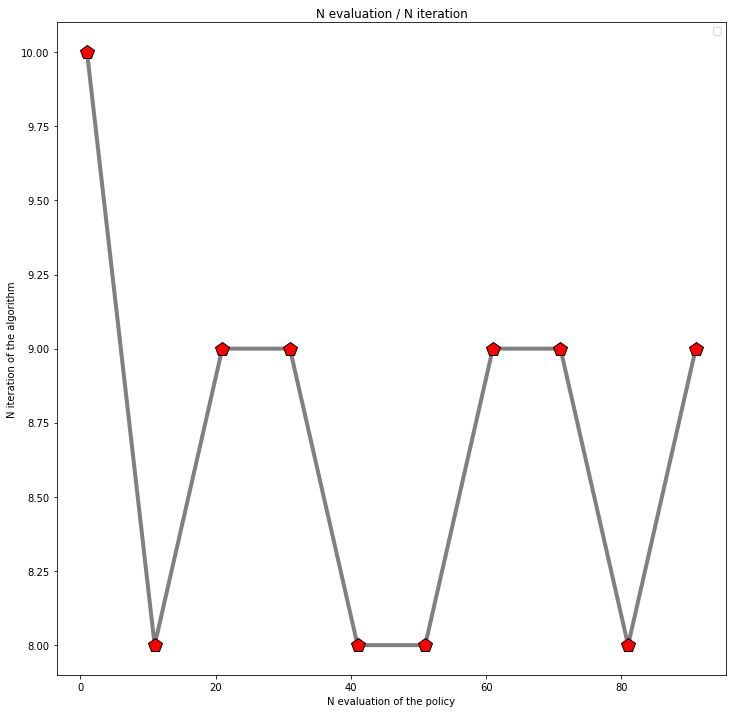 N evaluation / N iteration
10.00
9.75
9.50
9.25
9.00
8.75
8.50
8.25
8.00
N iteration of the algorithm
0 20 40 60 80
N evaluation of the policy